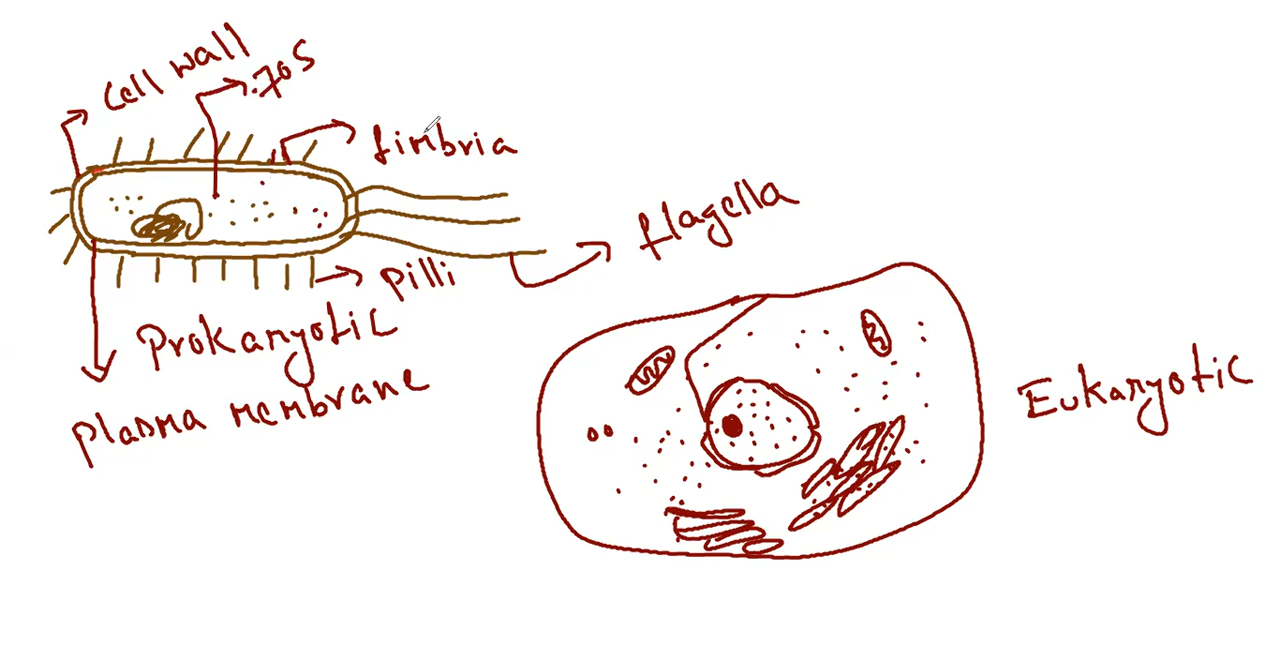 Cell wall
70S
fimbria
flagella
pilli
Prokaryotic
plasma membrane
Eukaryotic